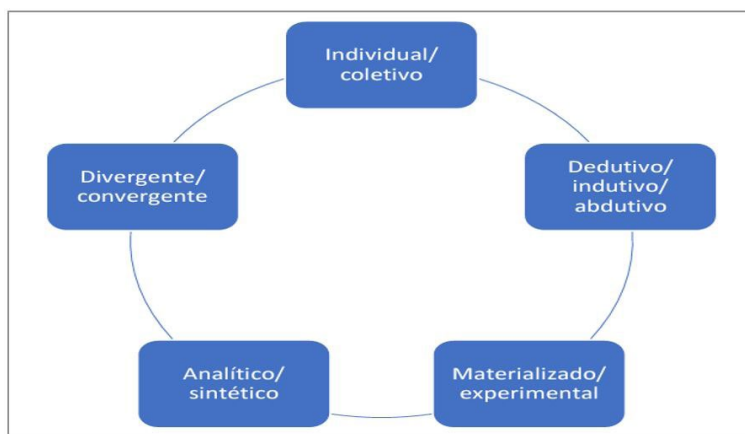 Individual/
coletivo
Dedutivo/
indutivo/
abdutivo
Materializado/
experimental
Analítico/
sintético
Divergente/
convergente